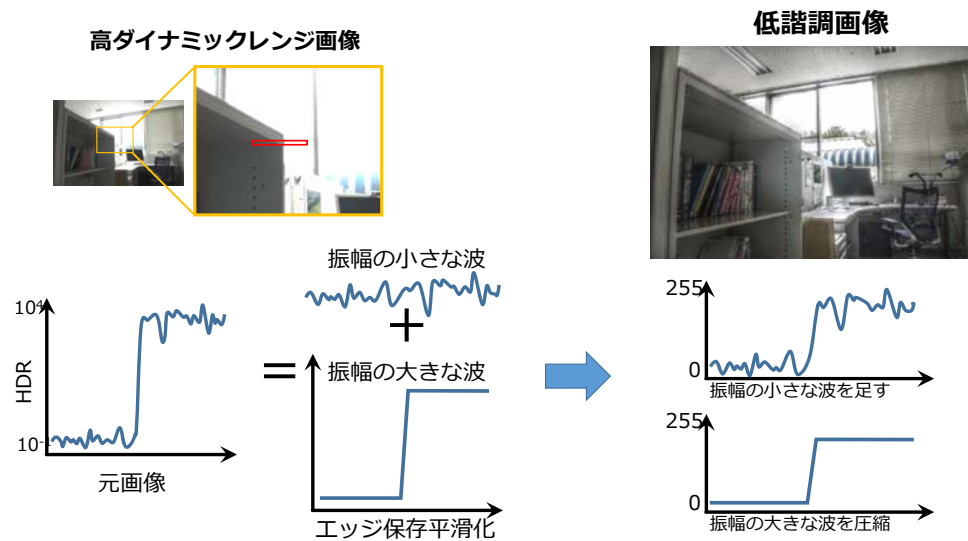 高ダイナミックレンジ画像
低諧調画像
振幅の小さな波
+
10⁴
HDR
10⁻
元画像
=
振幅の大きな波
エッジ保存平滑化
255
0
振幅の小さな波を足す
255
0
振幅の大きな波を圧縮